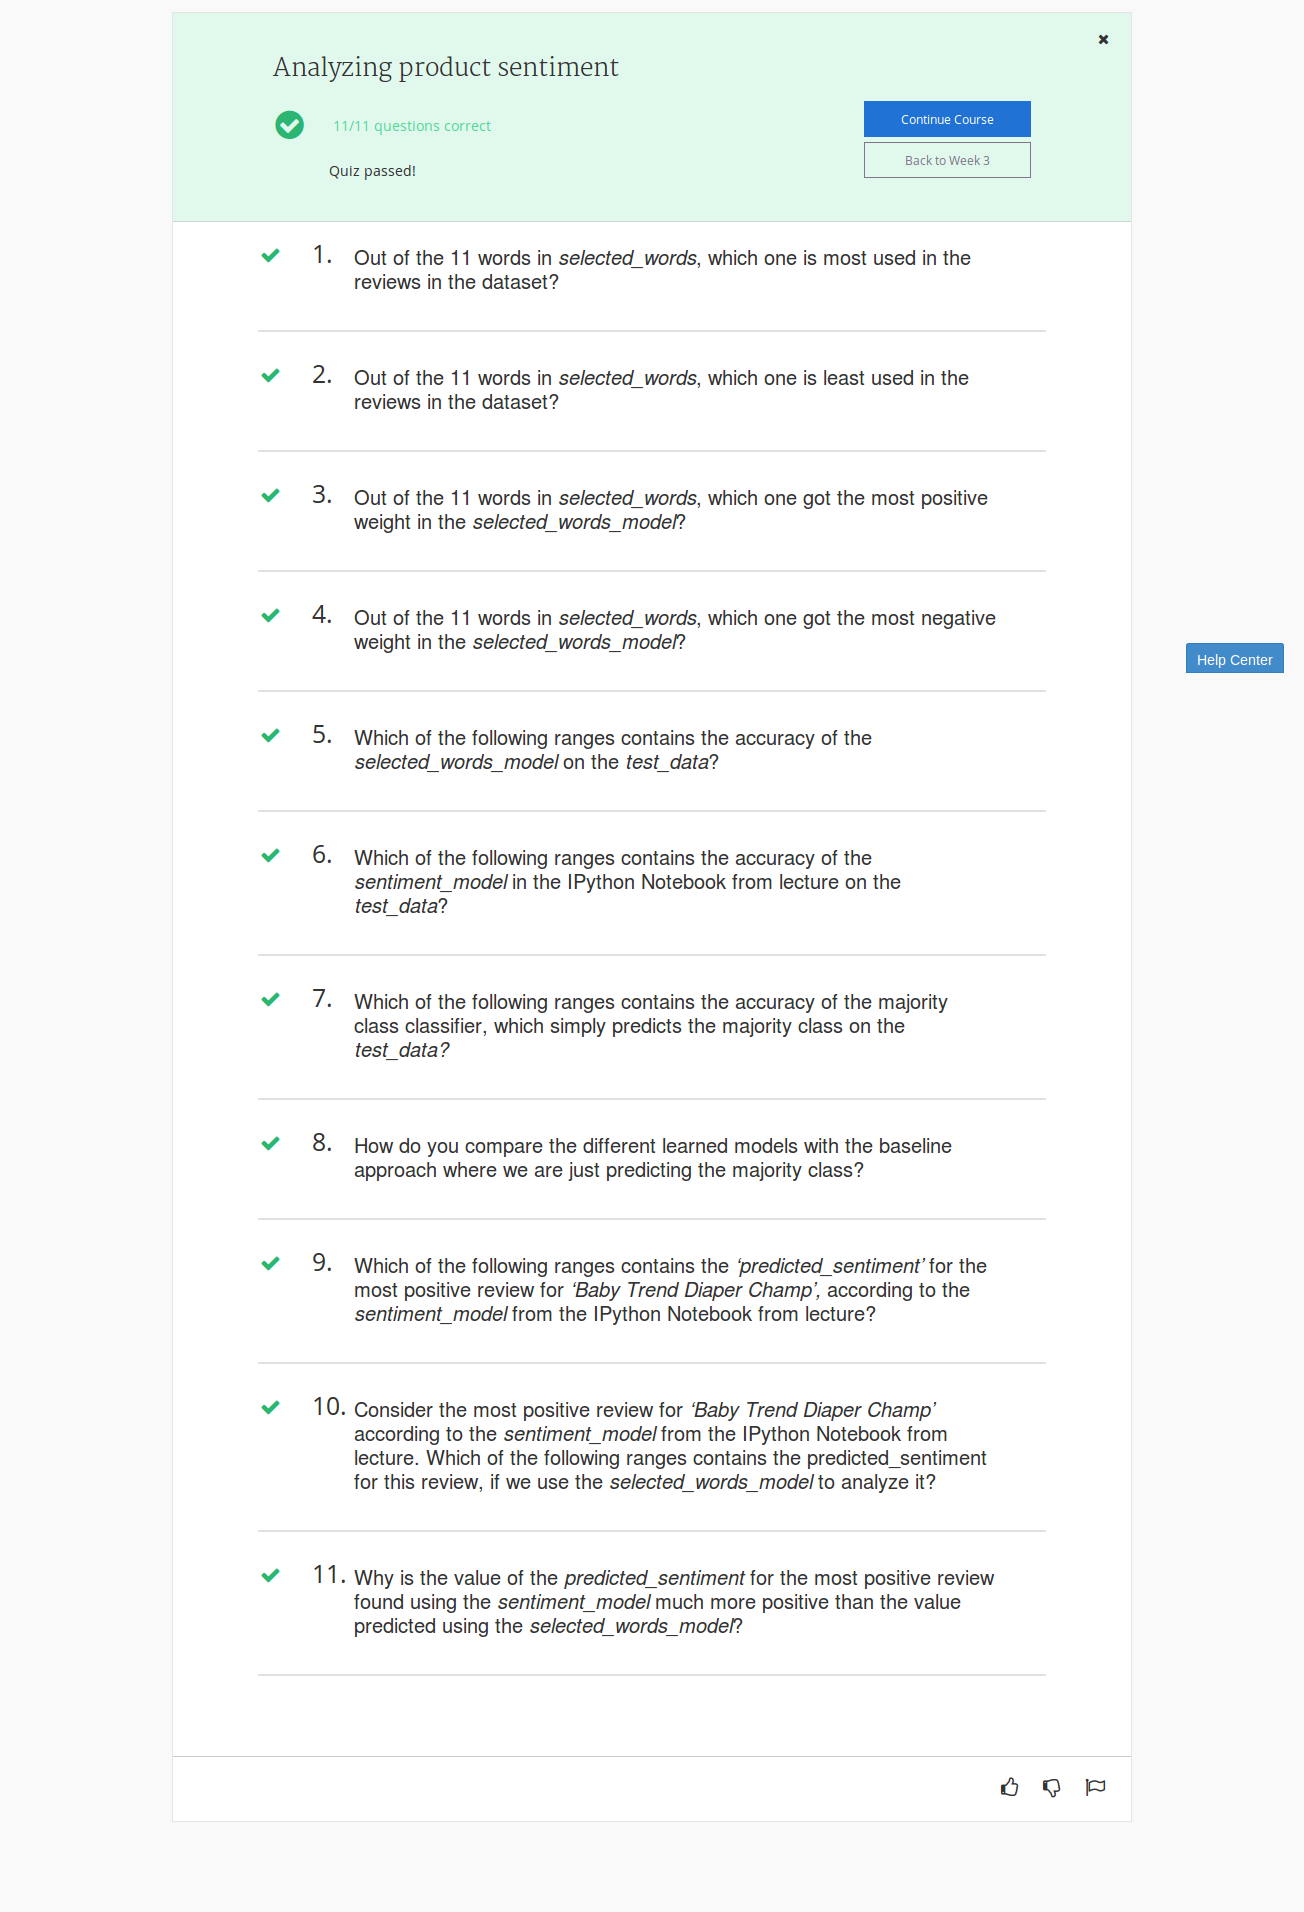 Analyzing product sentiment
11/11 questions correct
Quiz passed!
Continue Course
Back to Week 3
1. Out of the 11 words in selected_words, which one is most used in the
reviews in the dataset?
2. Out of the 11 words in selected_words, which one is least used in the
reviews in the dataset?
3. Out of the 11 words in selected_words, which one got the most positive
weight in the selected_words_model?
4. Out of the 11 words in selected_words, which one got the most negative
weight in the selected_words_model?
Help Center
5. Which of the following ranges contains the accuracy of the
selected_words_model on the test_data?
6. Which of the following ranges contains the accuracy of the
sentiment_model in the IPython Notebook from lecture on the
test_data?
7. Which of the following ranges contains the accuracy of the majority
class classifier, which simply predicts the majority class on the
test_data?
8. How do you compare the different learned models with the baseline
approach where we are just predicting the majority class?
9. Which of the following ranges contains the ‘predicted_sentiment’ for the
most positive review for ‘Baby Trend Diaper Champ’, according to the
sentiment_model from the IPython Notebook from lecture?
10. Consider the most positive review for ‘Baby Trend Diaper Champ’
according to the sentiment_model from the IPython Notebook from
lecture. Which of the following ranges contains the predicted_sentiment
for this review, if we use the selected_words_model to analyze it?
11. Why is the value of the predicted_sentiment for the most positive review
found using the sentiment_model much more positive than the value
predicted using the selected_words_model?